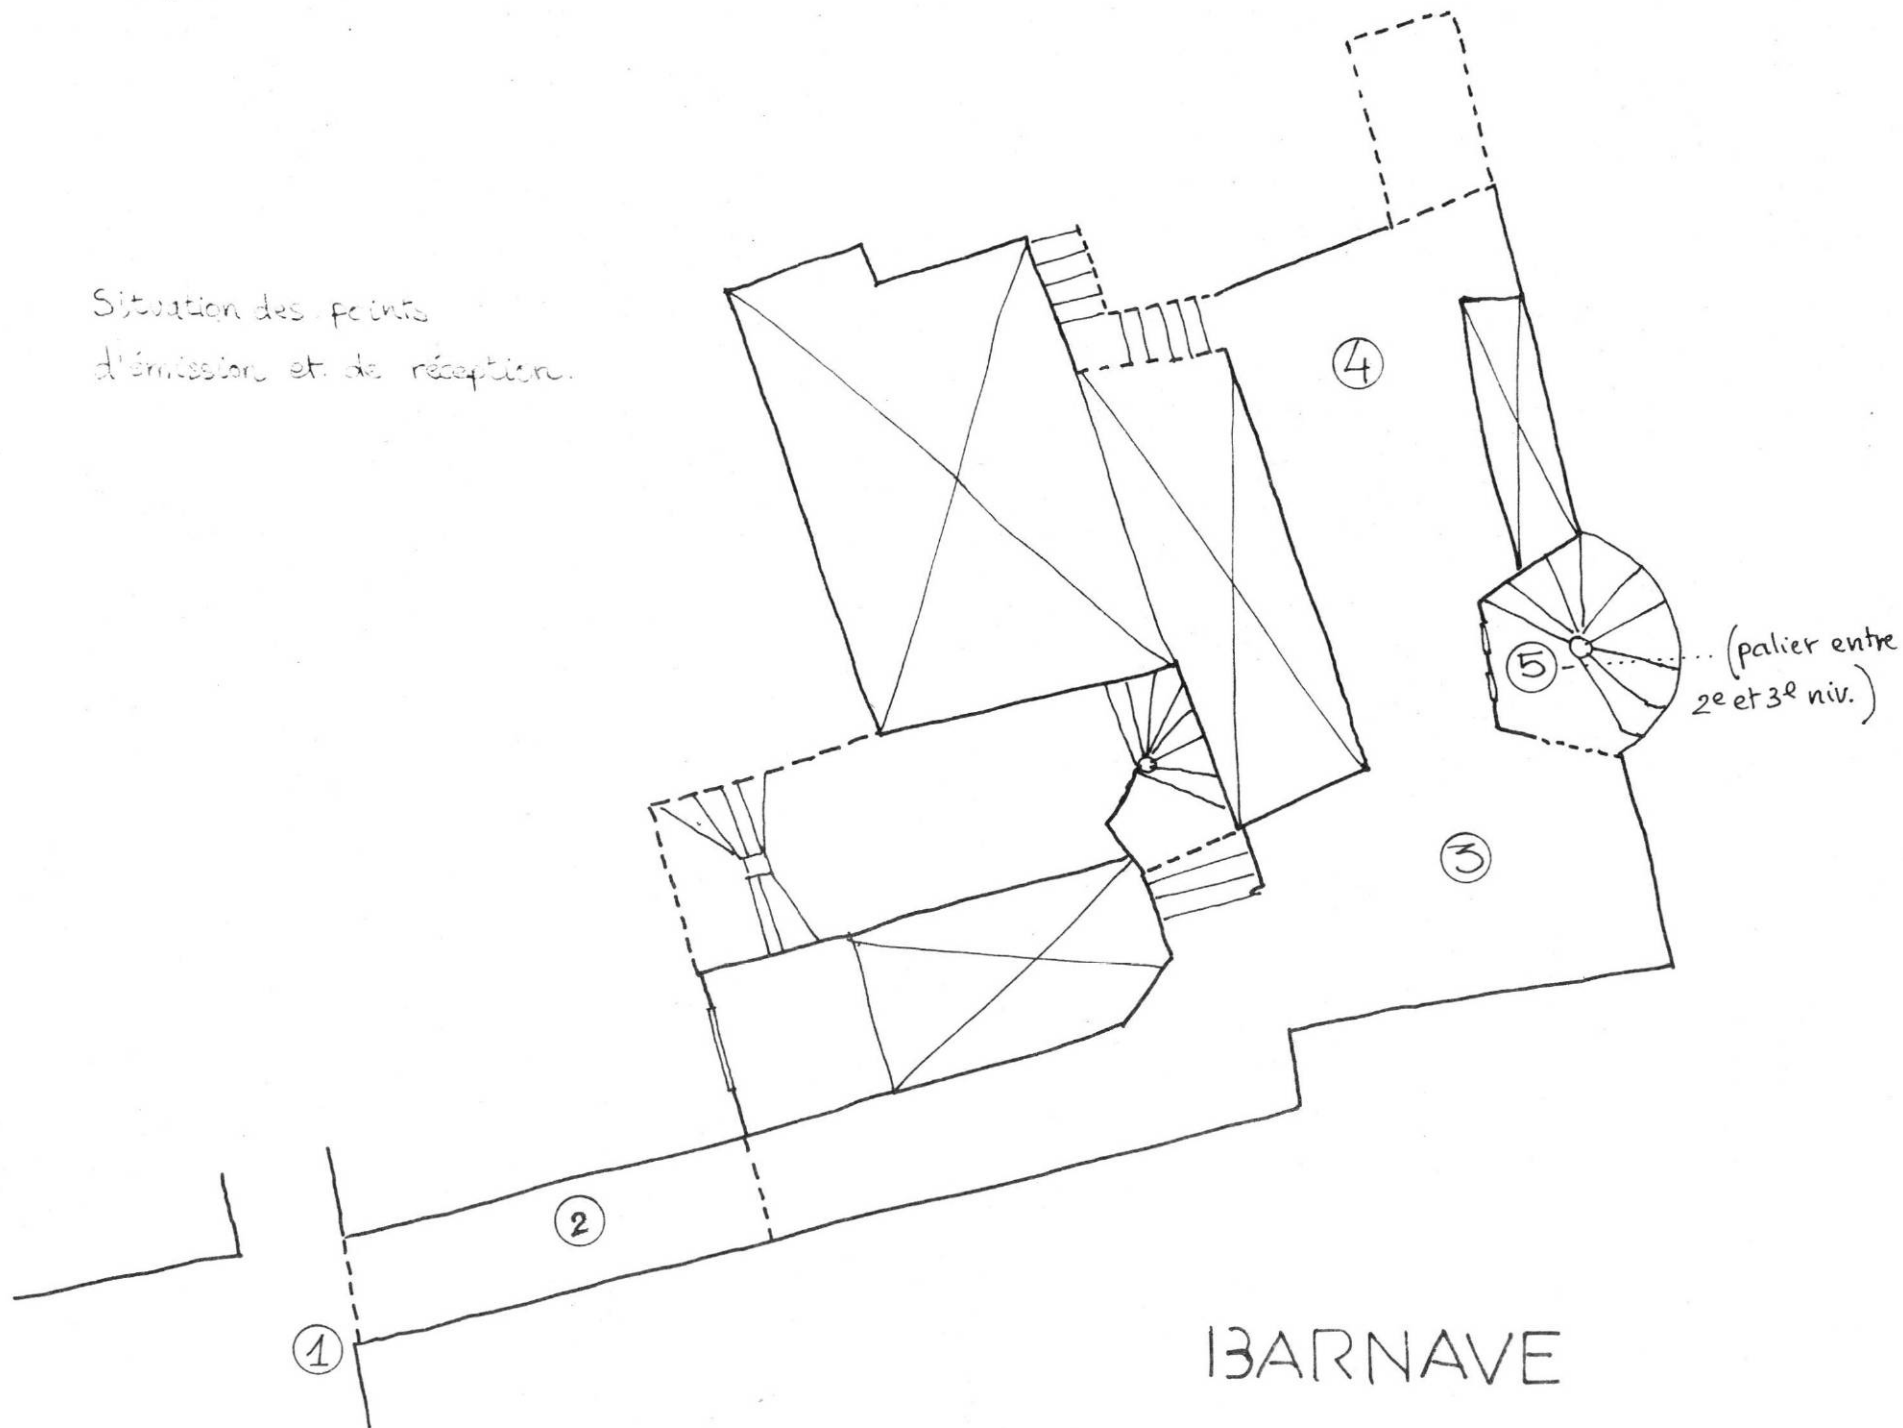 Situation des points
d'émission et de réception.
4
5
(palier entre
2e et 3e niv.)
3
2
1
BARNAVE